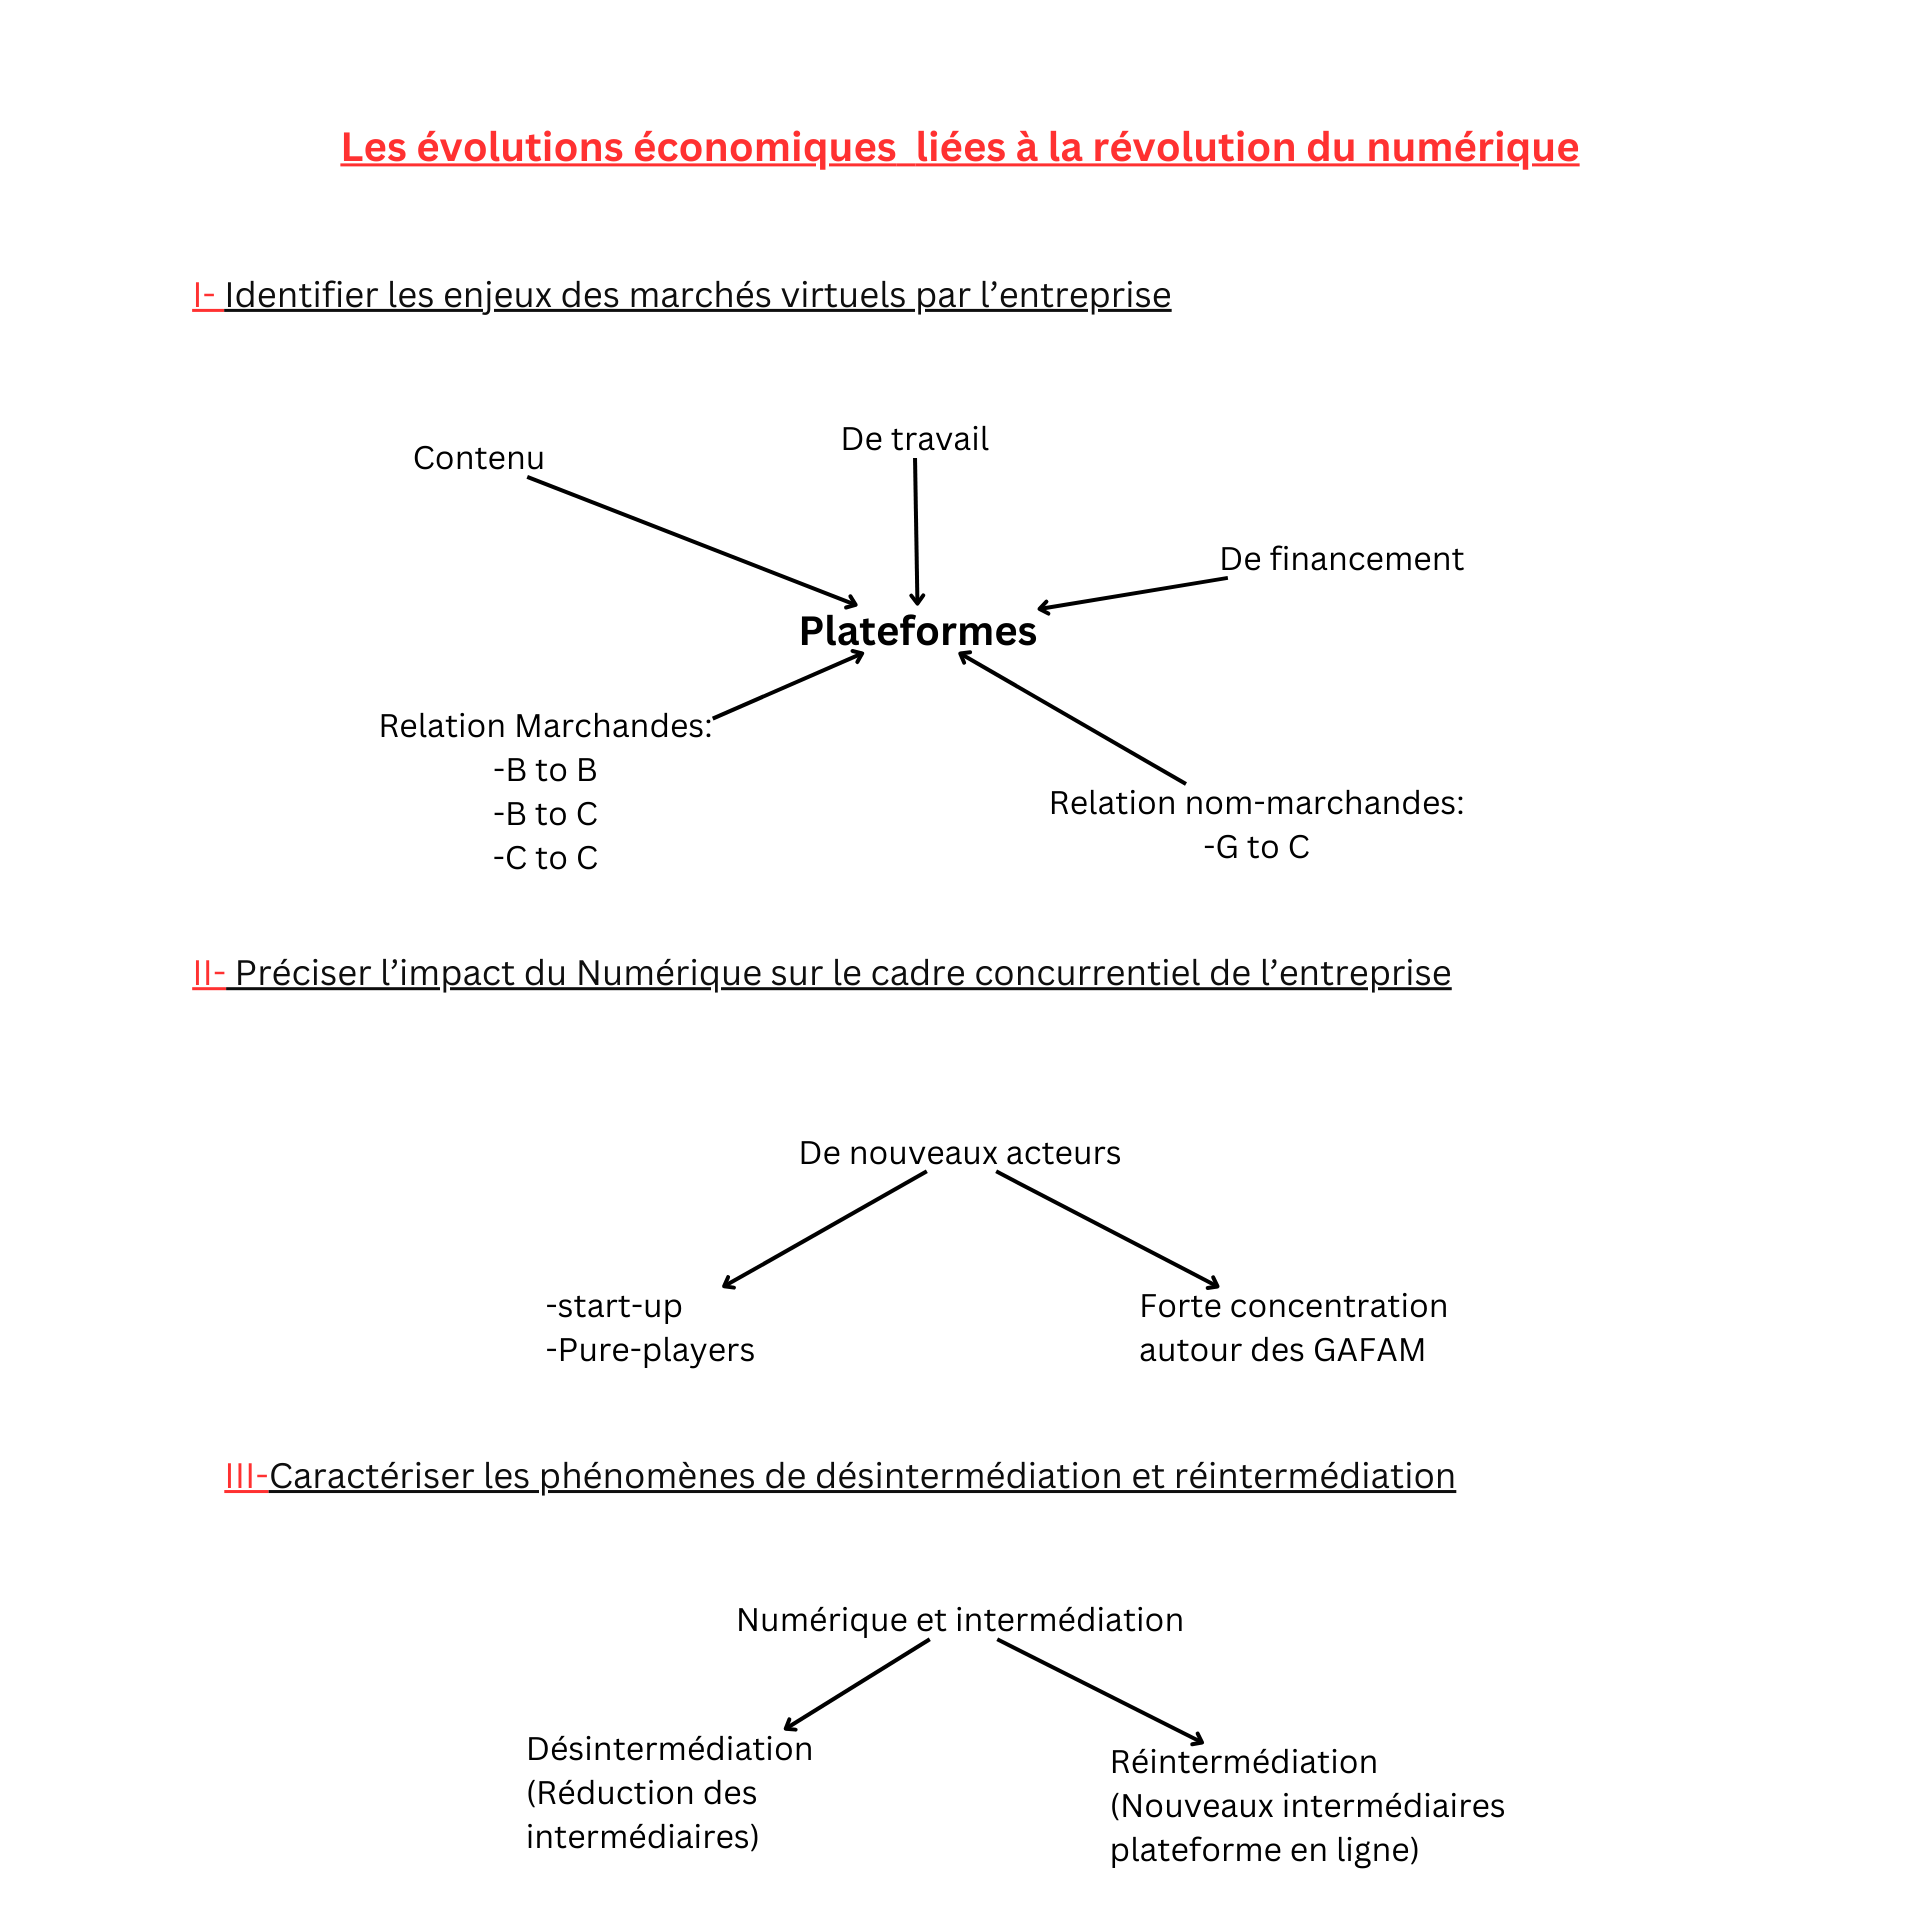 Les évolutions économiques  liées à la révolution du numérique
I- Identifier les enjeux des marchés virtuels par l’entreprise
De travail
Contenu
De financement
Plateformes
Relation Marchandes:
-B to B
-B to C
-C to C
Relation nom-marchandes:
-G to C
II- Préciser l’impact du Numérique sur le cadre concurrentiel de l’entreprise
De nouveaux acteurs
-start-up
-Pure-players
Forte concentration
autour des GAFAM
III-Caractériser les phénomènes de désintermédiation et réintermédiation
Numérique et intermédiation
Désintermédiation
(Réduction des
intermédiaires)
Réintermédiation
(Nouveaux intermédiaires
plateforme en ligne)